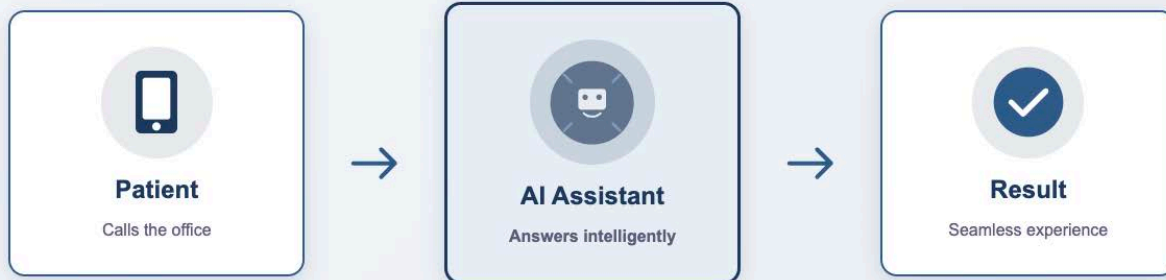 Patient
Calls the office
AI Assistant
Answers intelligently
Result
Seamless experience